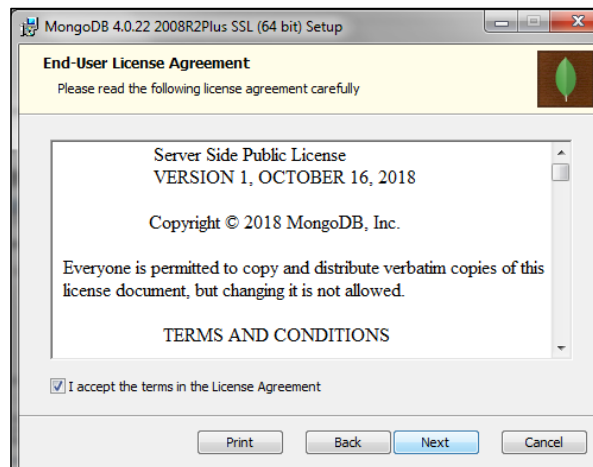 MongoDB 4.0.22 2008R2Plus SSL (64 bit) Setup
End-User License Agreement
Please read the following license agreement carefully
Server Side Public License
VERSION 1, OCTOBER 16, 2018
Copyright © 2018 MongoDB, Inc.
Everyone is permitted to copy and distribute verbatim copies of this
license document, but changing it is not allowed.
TERMS AND CONDITIONS
I accept the terms in the License Agreement
Print Back Next Cancel